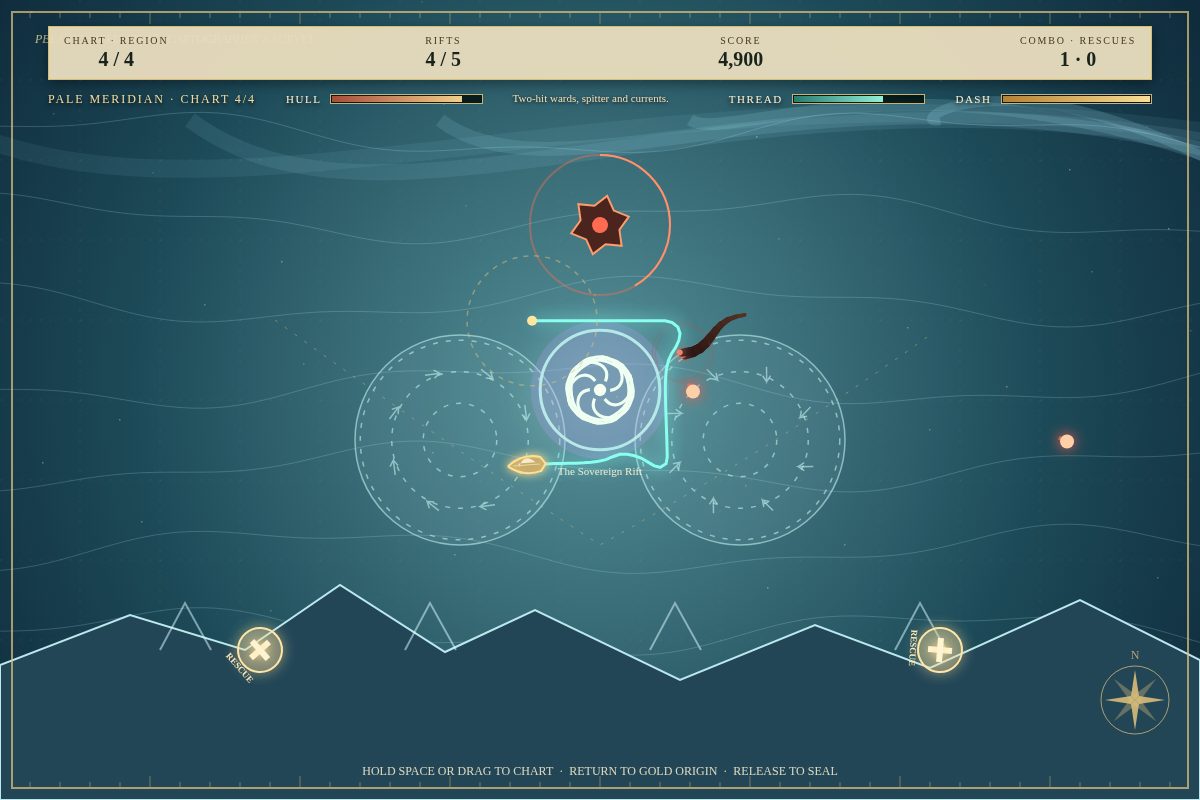 CHART · REGION
4 / 4
RIFTS
4 / 5
SCORE
4,900
COMBO · RESCUES
1 · 0
PALE MERIDIAN · CHART 4/4
HULL
Two-hit wards, spitter and currents.
THREAD
DASH
The Sovereign Rift
RESCUE
RESCUE
N
HOLD SPACE OR DRAG TO CHART · RETURN TO GOLD ORIGIN · RELEASE TO SEAL